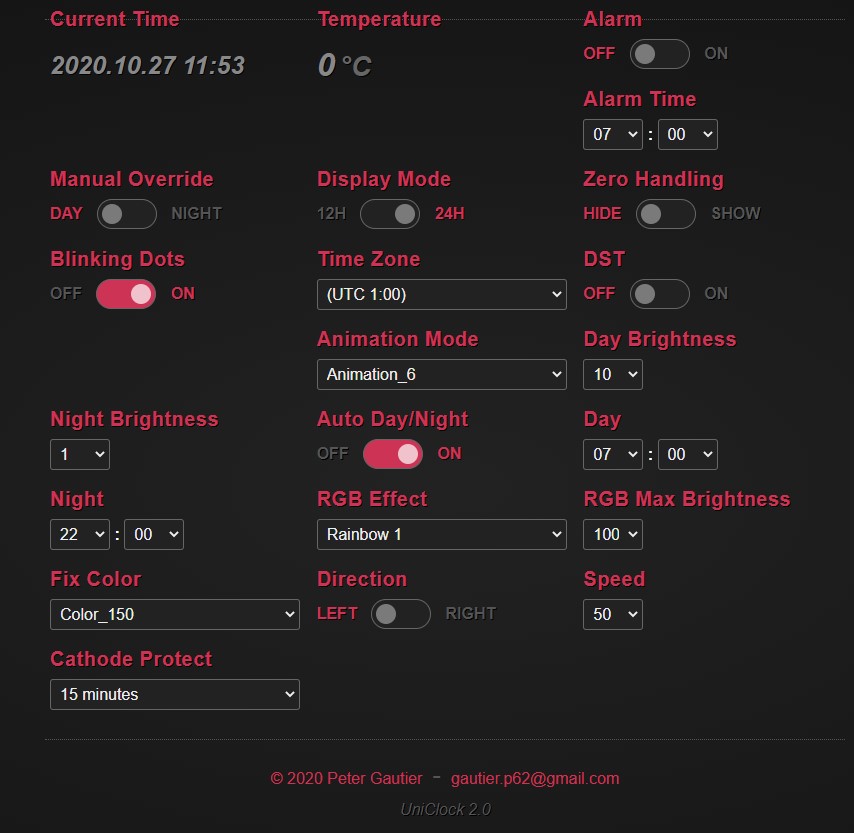 Current Time Temperature Alarm
OFF ON
2020.10.27 11:53 0 °C
Alarm Time
07 : 00
Manual Override Display Mode Zero Handling
DAY NIGHT 12H 24H HIDE SHOW
Blinking Dots Time Zone DST
OFF ON (UTC 1:00) OFF ON
Animation Mode Day Brightness
Animation_6 10
Night Brightness Auto Day/Night Day
1 OFF ON 07 : 00
Night RGB Effect RGB Max Brightness
22 : 00 Rainbow 1 100
Fix Color Direction Speed
Color_150 LEFT RIGHT 50
Cathode Protect
15 minutes
© 2020 Peter Gautier - gautier.p62@gmail.com
UniClock 2.0